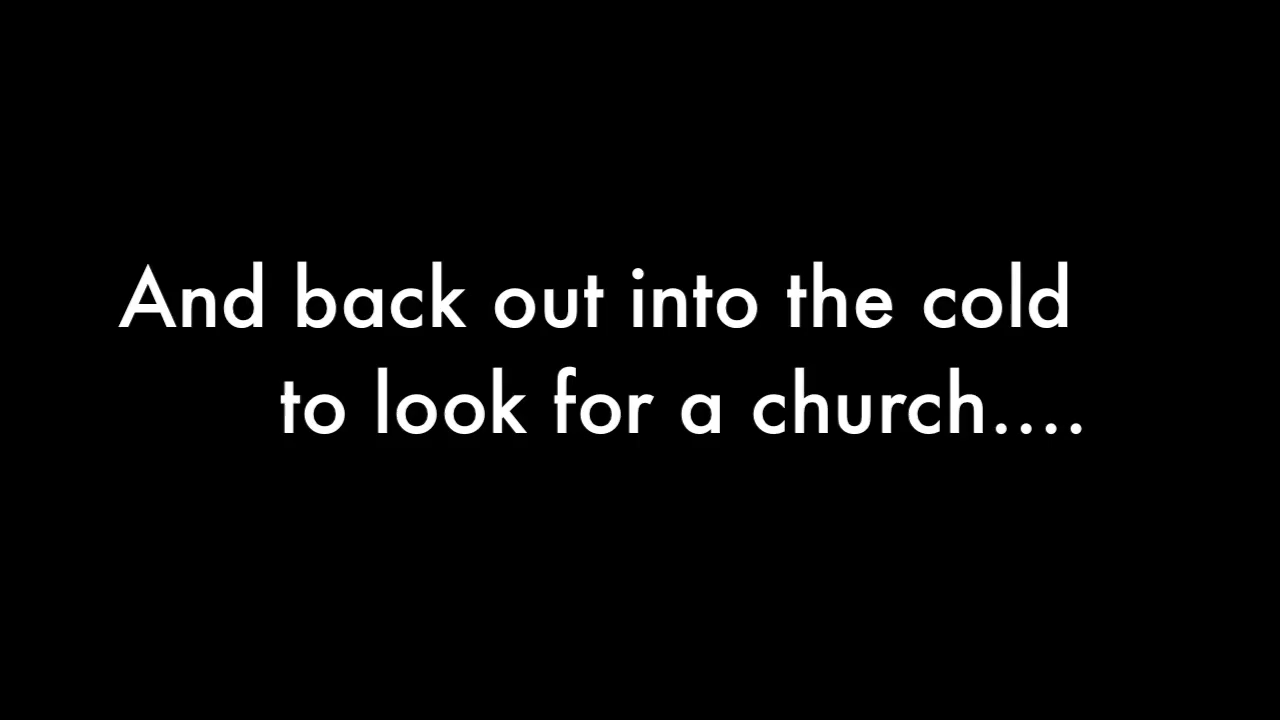 And back out into the cold
to look for a church....